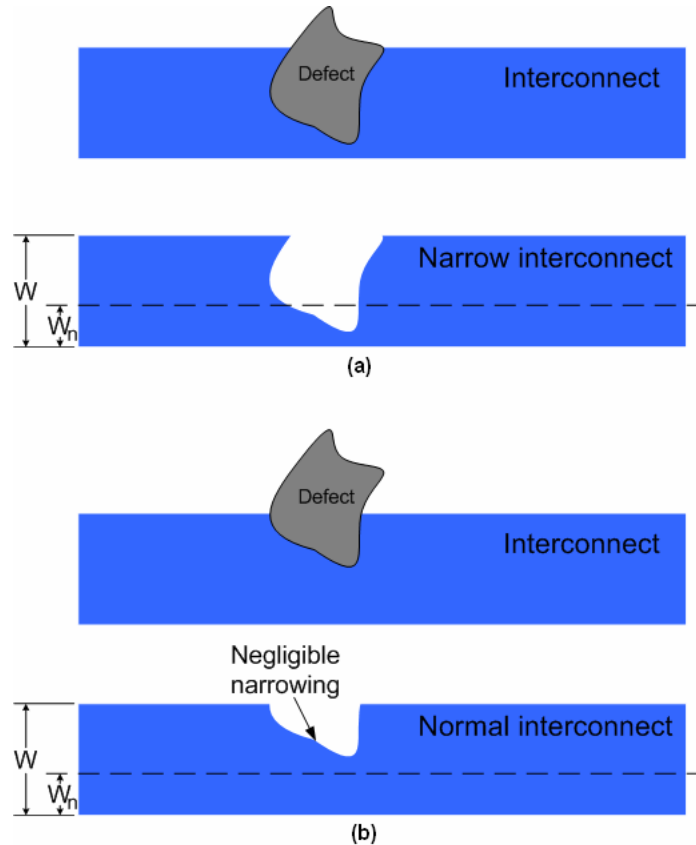 Defect
Interconnect
Narrow interconnect
W
Wn
(a)
Defect
Interconnect
Negligible
narrowing
Normal interconnect
W
Wn
(b)